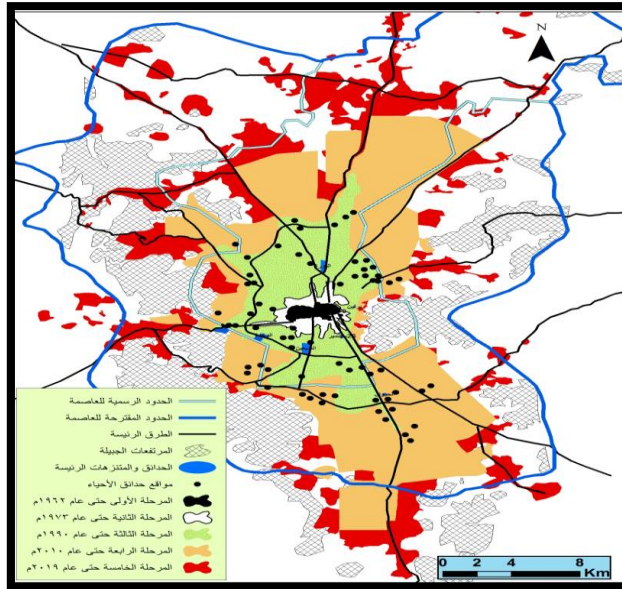 N
الحدود الرسمية للعاصمة
الحدود المقترحة للعاصمة
الطرق الرئيسة
المرتفعات الجبيلة
الحدائق والمتنزهات الرئيسة
مواقع حدائق الأحياء
المرحلة الأولى حتى عام ١٩٦٢م
المرحلة الثانية حتى عام ١٩٧٣م
المرحلة الثالثة حتى عام ١٩٩٠م
المرحلة الرابعة حتى عام ٢٠١٠م
المرحلة الخامسة حتى عام ٢٠١٩م
0 2 4 8
Km